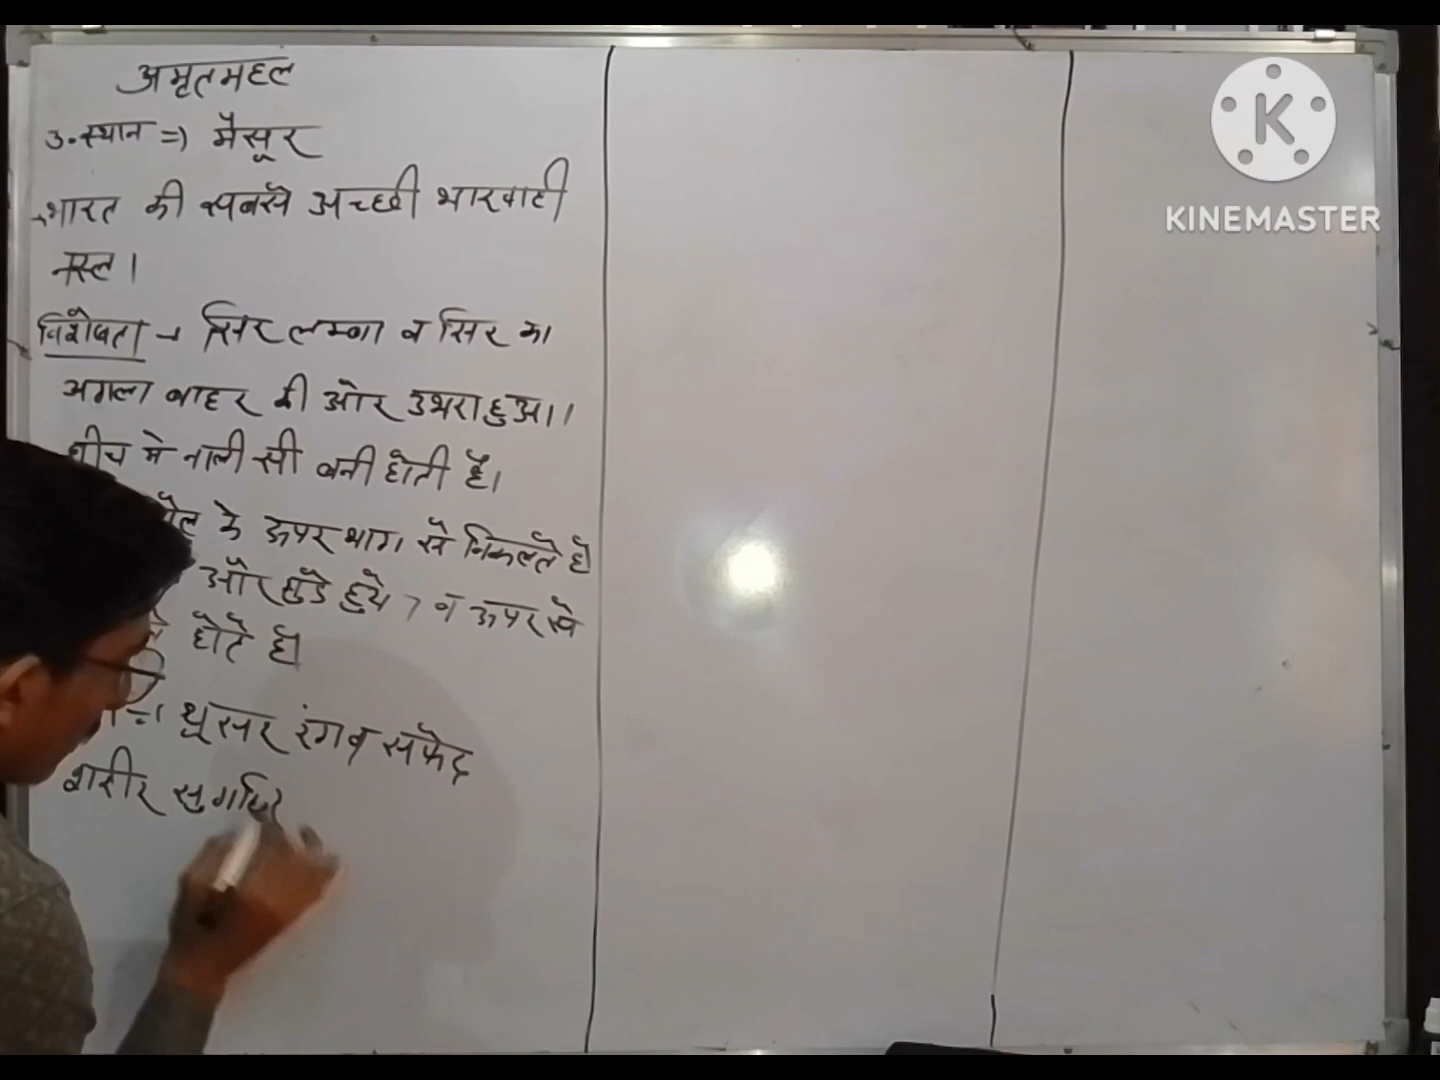 अमृतमहल
उ.स्थान => मैसूर
→ भारत की सबसे अच्छी भारवाही
नस्ल।
विशेषता → सिर लम्बा व सिर का
अगला बाहर की ओर उभरा हुआ।
बीच मे नाली सी बनी होती है।
के ऊपर भाग से निकलते है
और मुडे हुये, व ऊपर से
होते है
धूसर रंग व सफेद
शरीर सुगठि
K
KINEMASTER